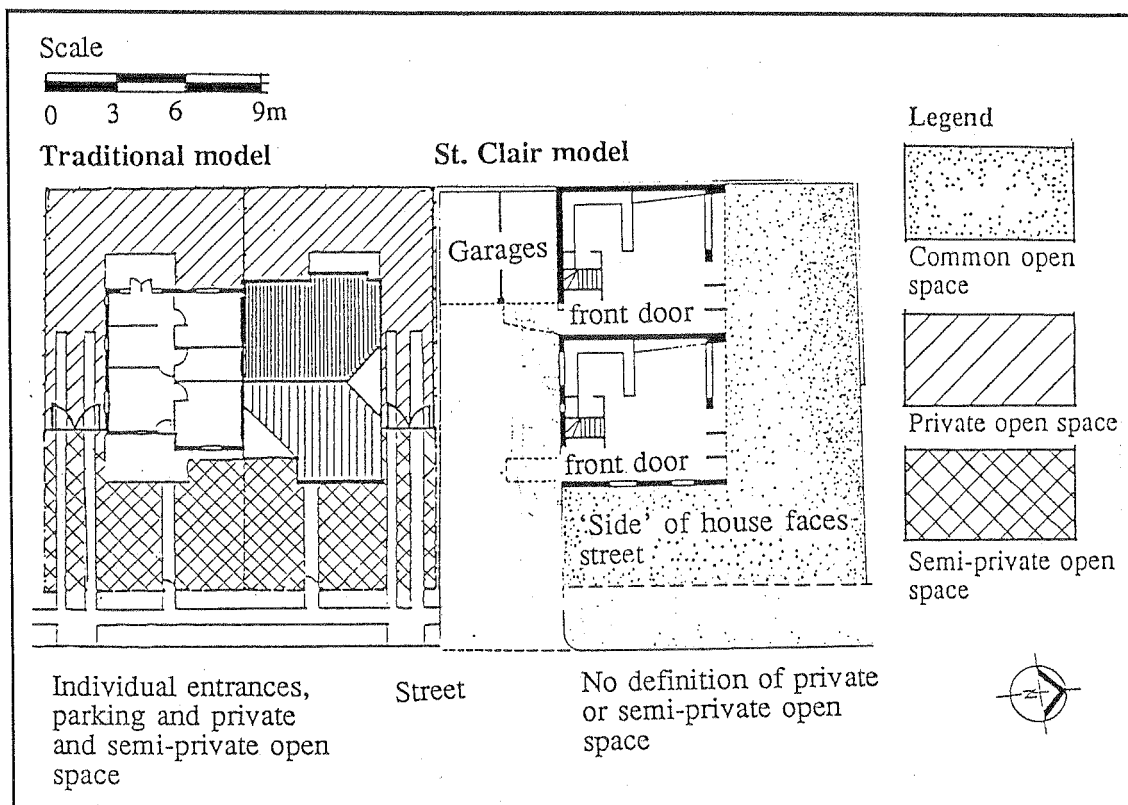 Scale
0 3 6 9m
Traditional model
St. Clair model
Garages
front door
front door
'Side' of house faces
street
Individual entrances,
parking and private
and semi-private open
space
Street
No definition of private
or semi-private open
space
Legend
Common open
space
Private open space
Semi-private open
space
N